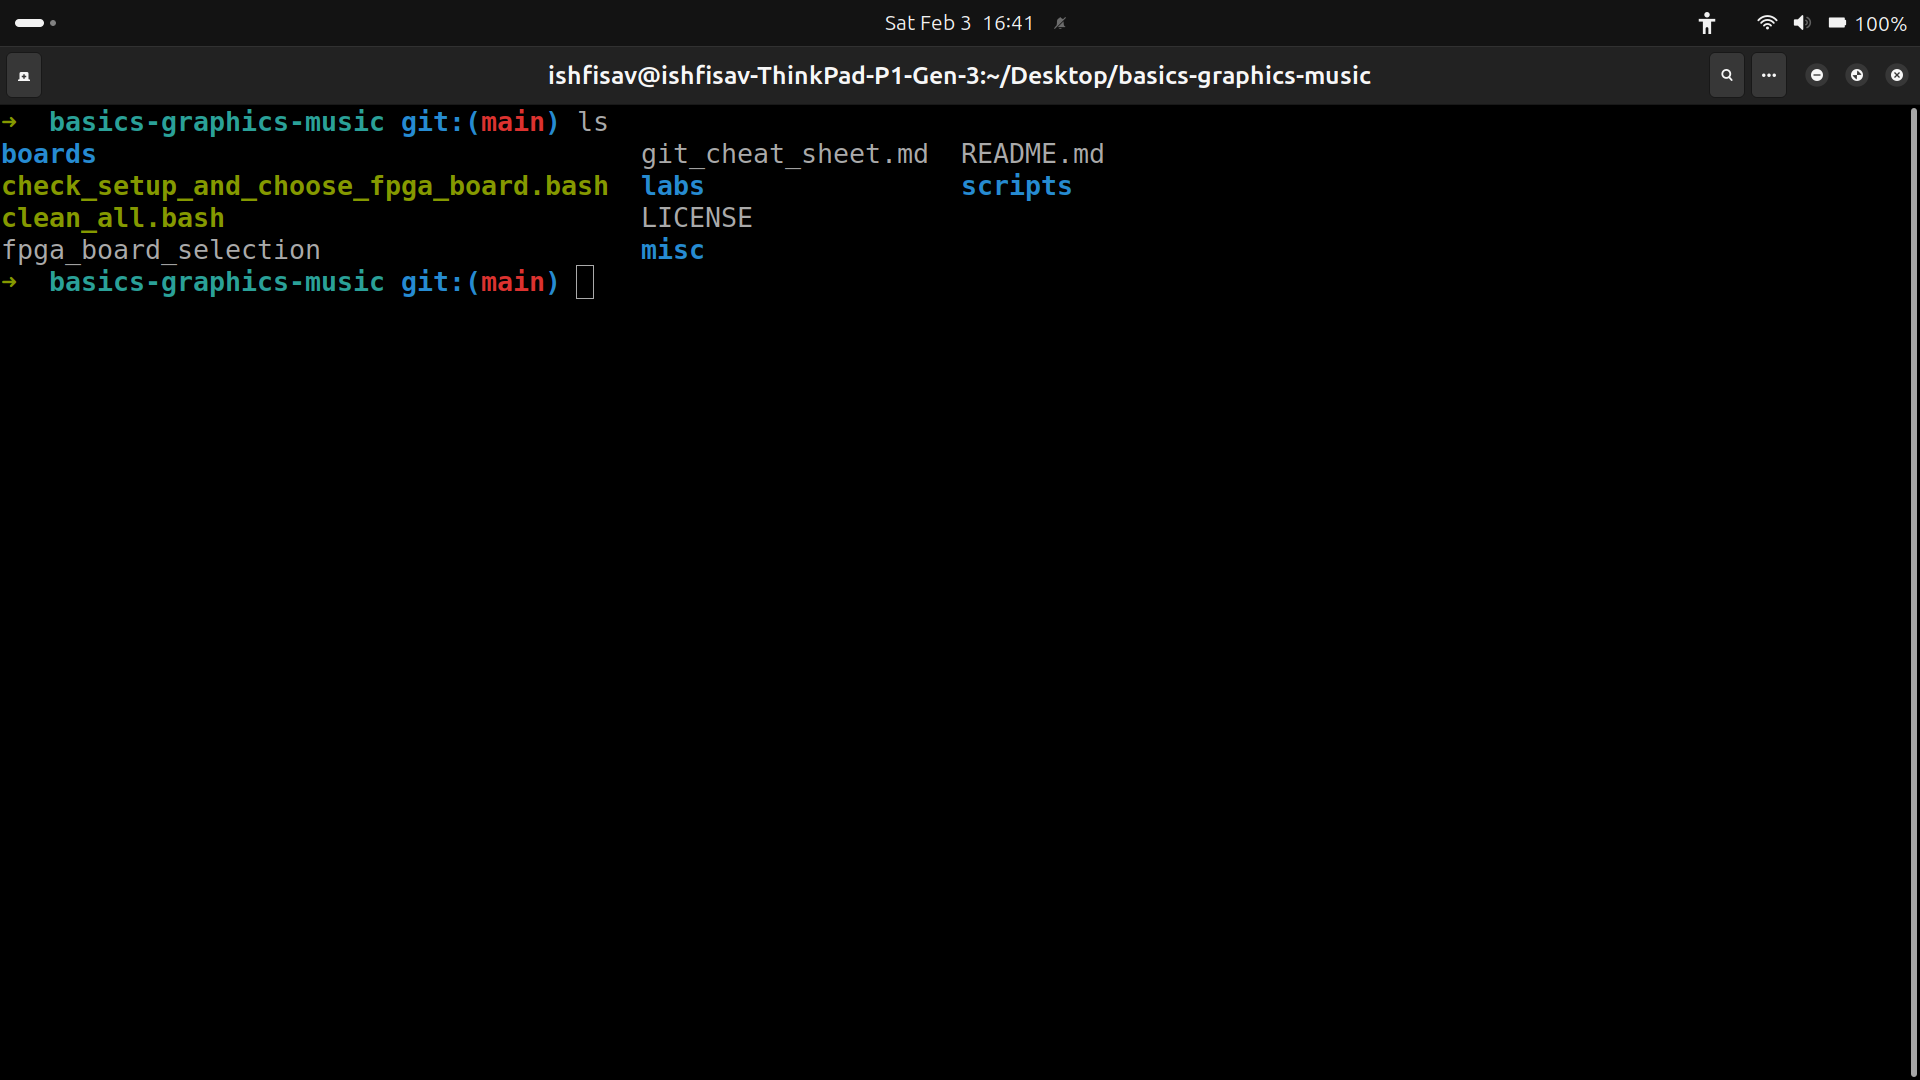 Sat Feb 3  16:41
100%
ishfisav@ishfisav-ThinkPad-P1-Gen-3:~/Desktop/basics-graphics-music
➜  basics-graphics-music git:(main) ls
boards                                  git_cheat_sheet.md  README.md
check_setup_and_choose_fpga_board.bash  labs                scripts
clean_all.bash                          LICENSE
fpga_board_selection                    misc
➜  basics-graphics-music git:(main)